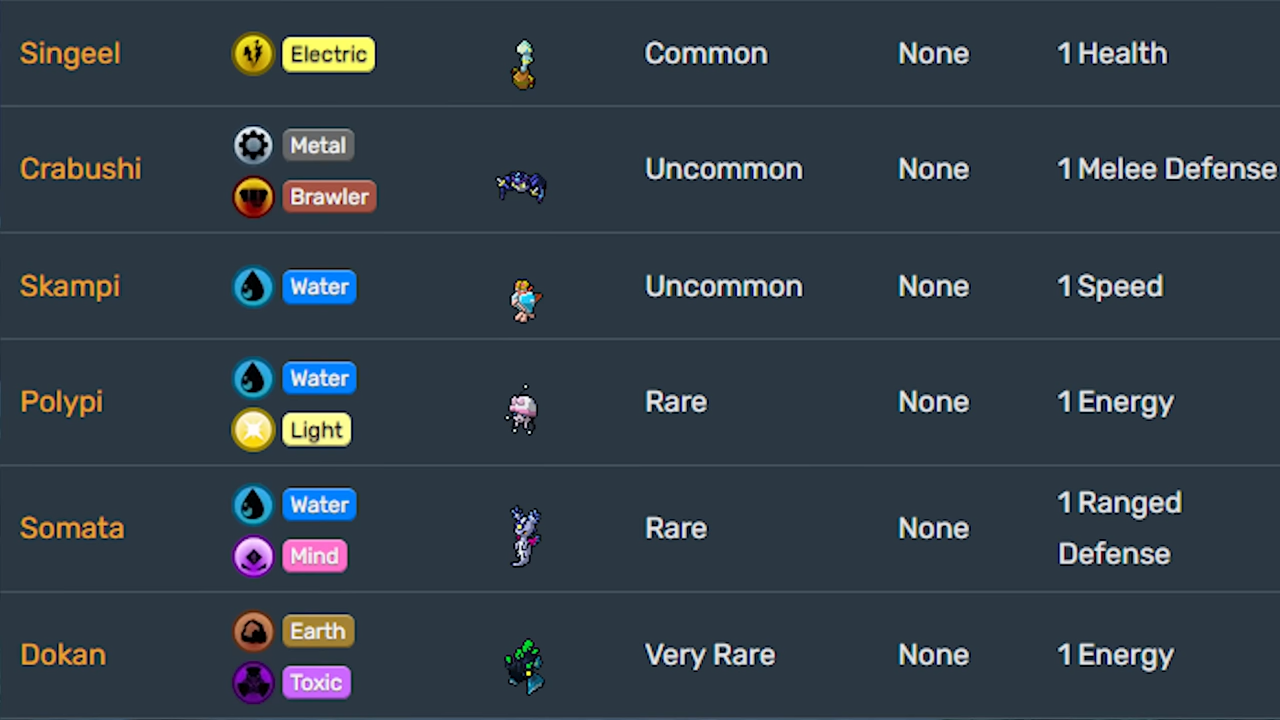 Singeel Electric Common None 1 Health
Crabushi Metal Brawler Uncommon None 1 Melee Defense
Skampi Water Uncommon None 1 Speed
Polypi Water Light Rare None 1 Energy
Somata Water Mind Rare None 1 Ranged Defense
Dokan Earth Toxic Very Rare None 1 Energy